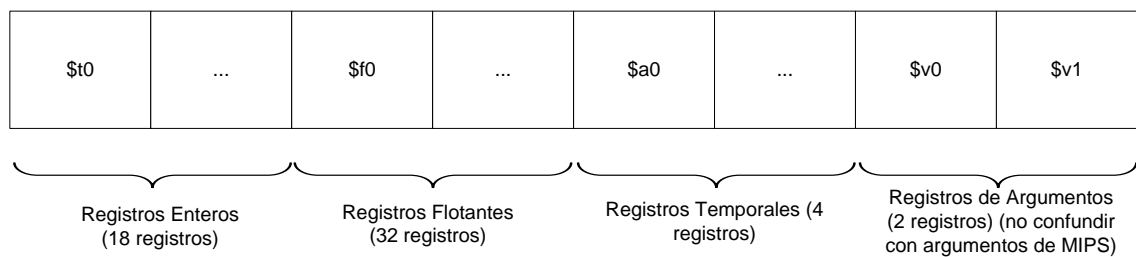 $t0 ... $f0 ... $a0 ... $v0 $v1
Registros Enteros
(18 registros)
Registros Flotantes
(32 registros)
Registros Temporales (4
registros)
Registros de Argumentos
(2 registros) (no confundir
con argumentos de MIPS)